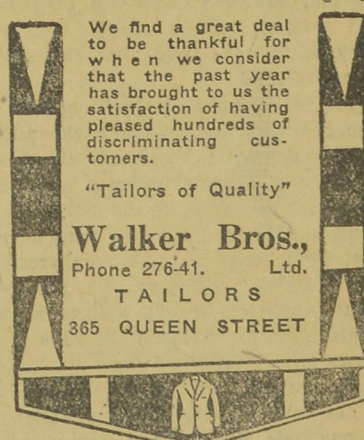 We find a great deal
to be thankful for
when we consider
that the past year
has brought to us the
satisfaction of having
pleased hundreds of
discriminating cus-
tomers.
"Tailors of Quality"
Walker Bros.,
Phone 276-41. Ltd.
TAILORS
365 QUEEN STREET